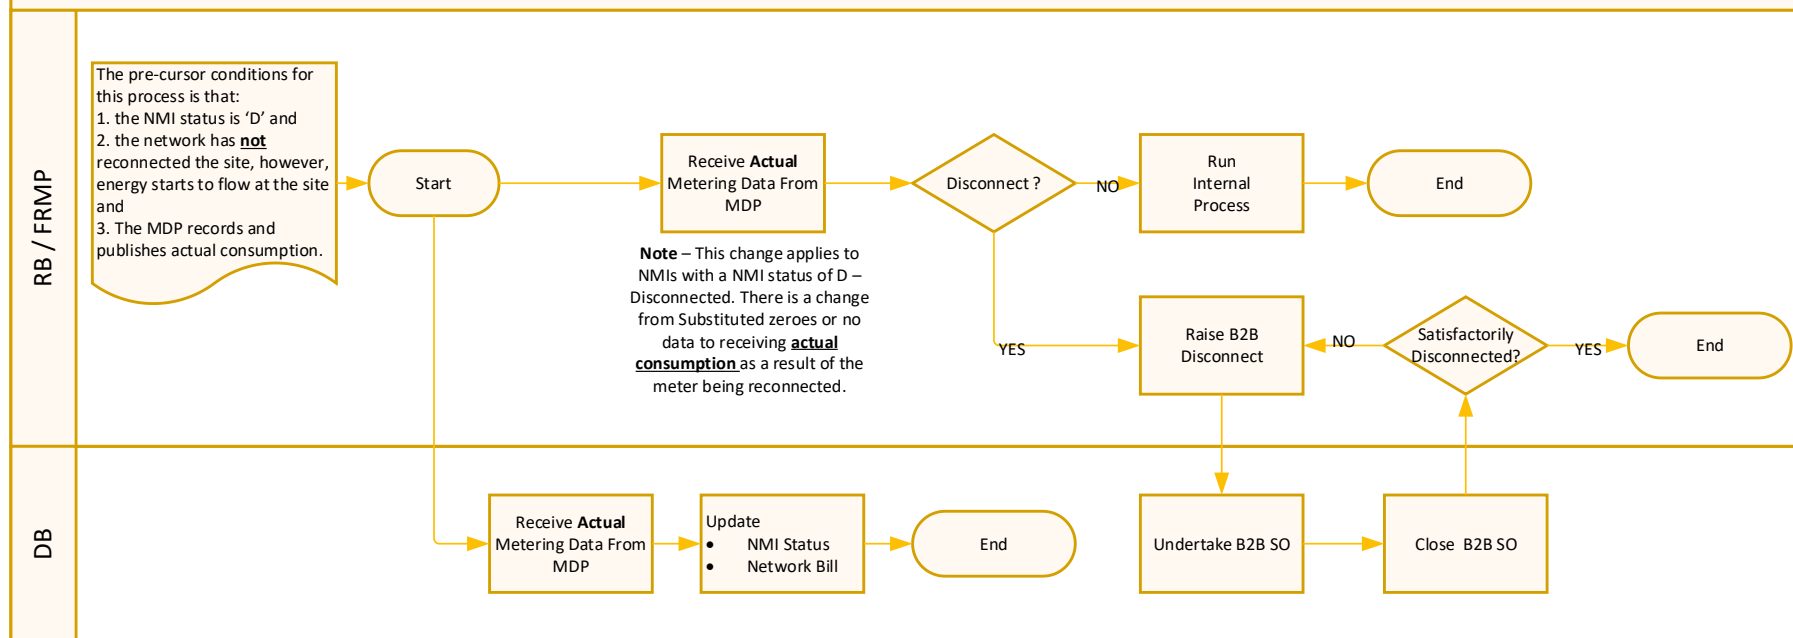 RB / FRMP
The pre-cursor conditions for
this process is that:
1. the NMI status is ‘D’ and
2. the network has not
reconnected the site, however,
energy starts to flow at the site
and
3. The MDP records and
publishes actual consumption.
Start
Receive Actual
Metering Data From
MDP
Note – This change applies to
NMIs with a NMI status of D –
Disconnected. There is a change
from Substituted zeroes or no
data to receiving actual
consumption as a result of the
meter being reconnected.
Disconnect ?
NO
Run
Internal
Process
End
YES
Raise B2B
Disconnect
NO
Satisfactorily
Disconnected?
YES
End
DB
Receive Actual
Metering Data From
MDP
Update
• NMI Status
• Network Bill
End
Undertake B2B SO
Close B2B SO